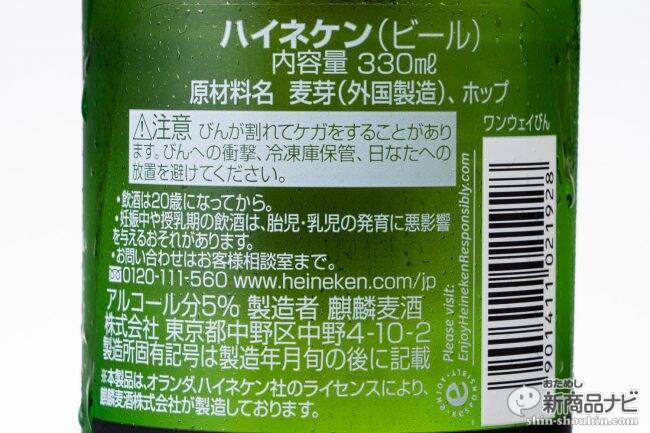 ハイネケン(ビール)
内容量 330mℓ
原材料名 麦芽(外国製造)、ホップ
⚠注意 びんが割れてケガをすることがあり
ます。びんへの衝撃、冷凍庫保管、日なたへの
放置を避けてください。
ワンウェイびん
・飲酒は20歳になってから。
・妊娠中や授乳期の飲酒は、胎児・乳児の発育に悪影響
を与えるおそれがあります。
・お問い合わせはお客様相談室まで。
✉0120-111-560 www.heineken.com/jp
アルコール分5% 製造者 麒麟麦酒
株式会社 東京都中野区中野4-10-2
製造所固有記号は製造年月旬の後に記載
※本製品は、オランダ、ハイネケン社のライセンスにより、
麒麟麦酒株式会社が製造しております。
Please visit:
EnjoyHeinekenResponsibly.com
4901411021928
おためし
新商品ナビ
shin-shouhin.com